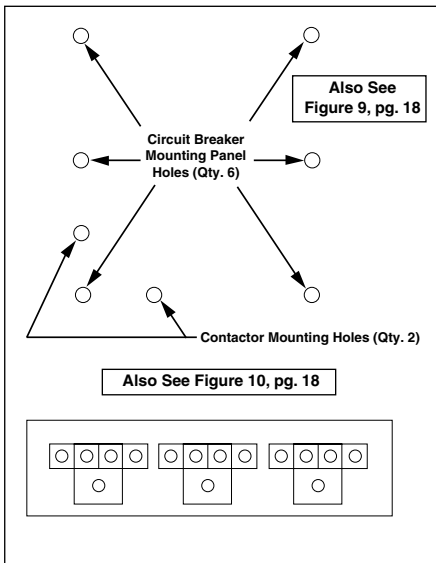 Also See
Figure 9, pg. 18
Circuit Breaker
Mounting Panel
Holes (Qty. 6)
Contactor Mounting Holes (Qty. 2)
Also See Figure 10, pg. 18